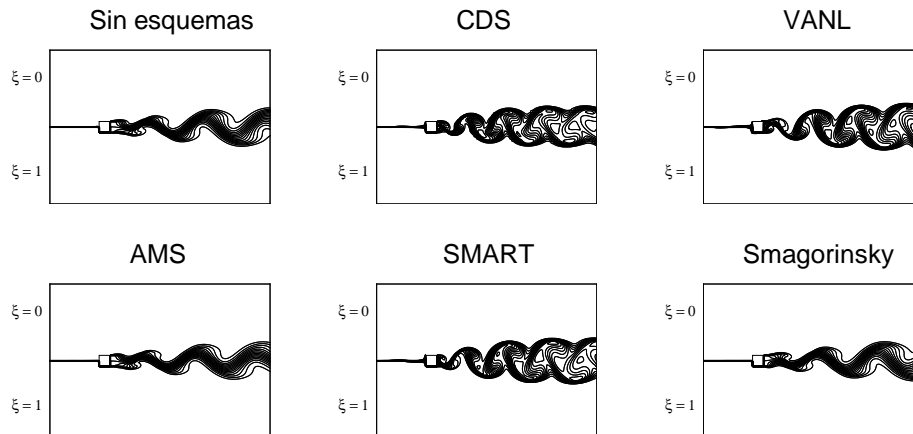 Sin esquemas
CDS
VANL
ξ = 0
ξ = 0
ξ = 0
ξ = 1
ξ = 1
ξ = 1
AMS
SMART
Smagorinsky
ξ = 0
ξ = 0
ξ = 0
ξ = 1
ξ = 1
ξ = 1